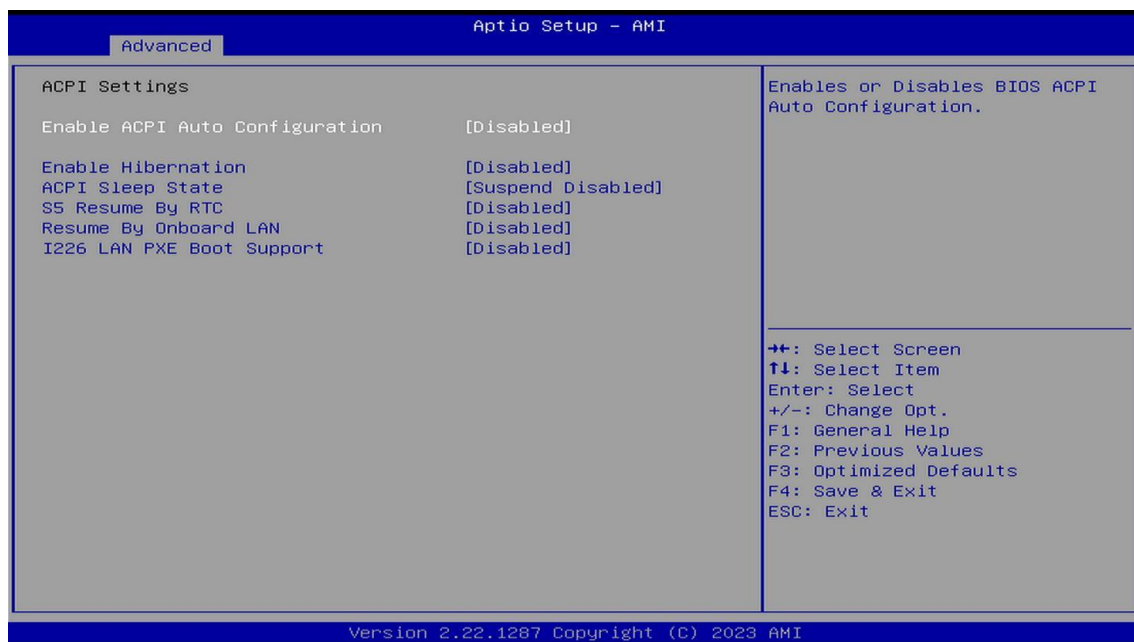 Aptio Setup – AMI
Advanced
ACPI Settings
Enable ACPI Auto Configuration [Disabled]
Enable Hibernation [Disabled]
ACPI Sleep State [Suspend Disabled]
S5 Resume By RTC [Disabled]
Resume By Onboard LAN [Disabled]
I226 LAN PXE Boot Support [Disabled]
Enables or Disables BIOS ACPI
Auto Configuration.
→←: Select Screen
↑↓: Select Item
Enter: Select
+/-: Change Opt.
F1: General Help
F2: Previous Values
F3: Optimized Defaults
F4: Save & Exit
ESC: Exit
Version 2.22.1287 Copyright (C) 2023 AMI